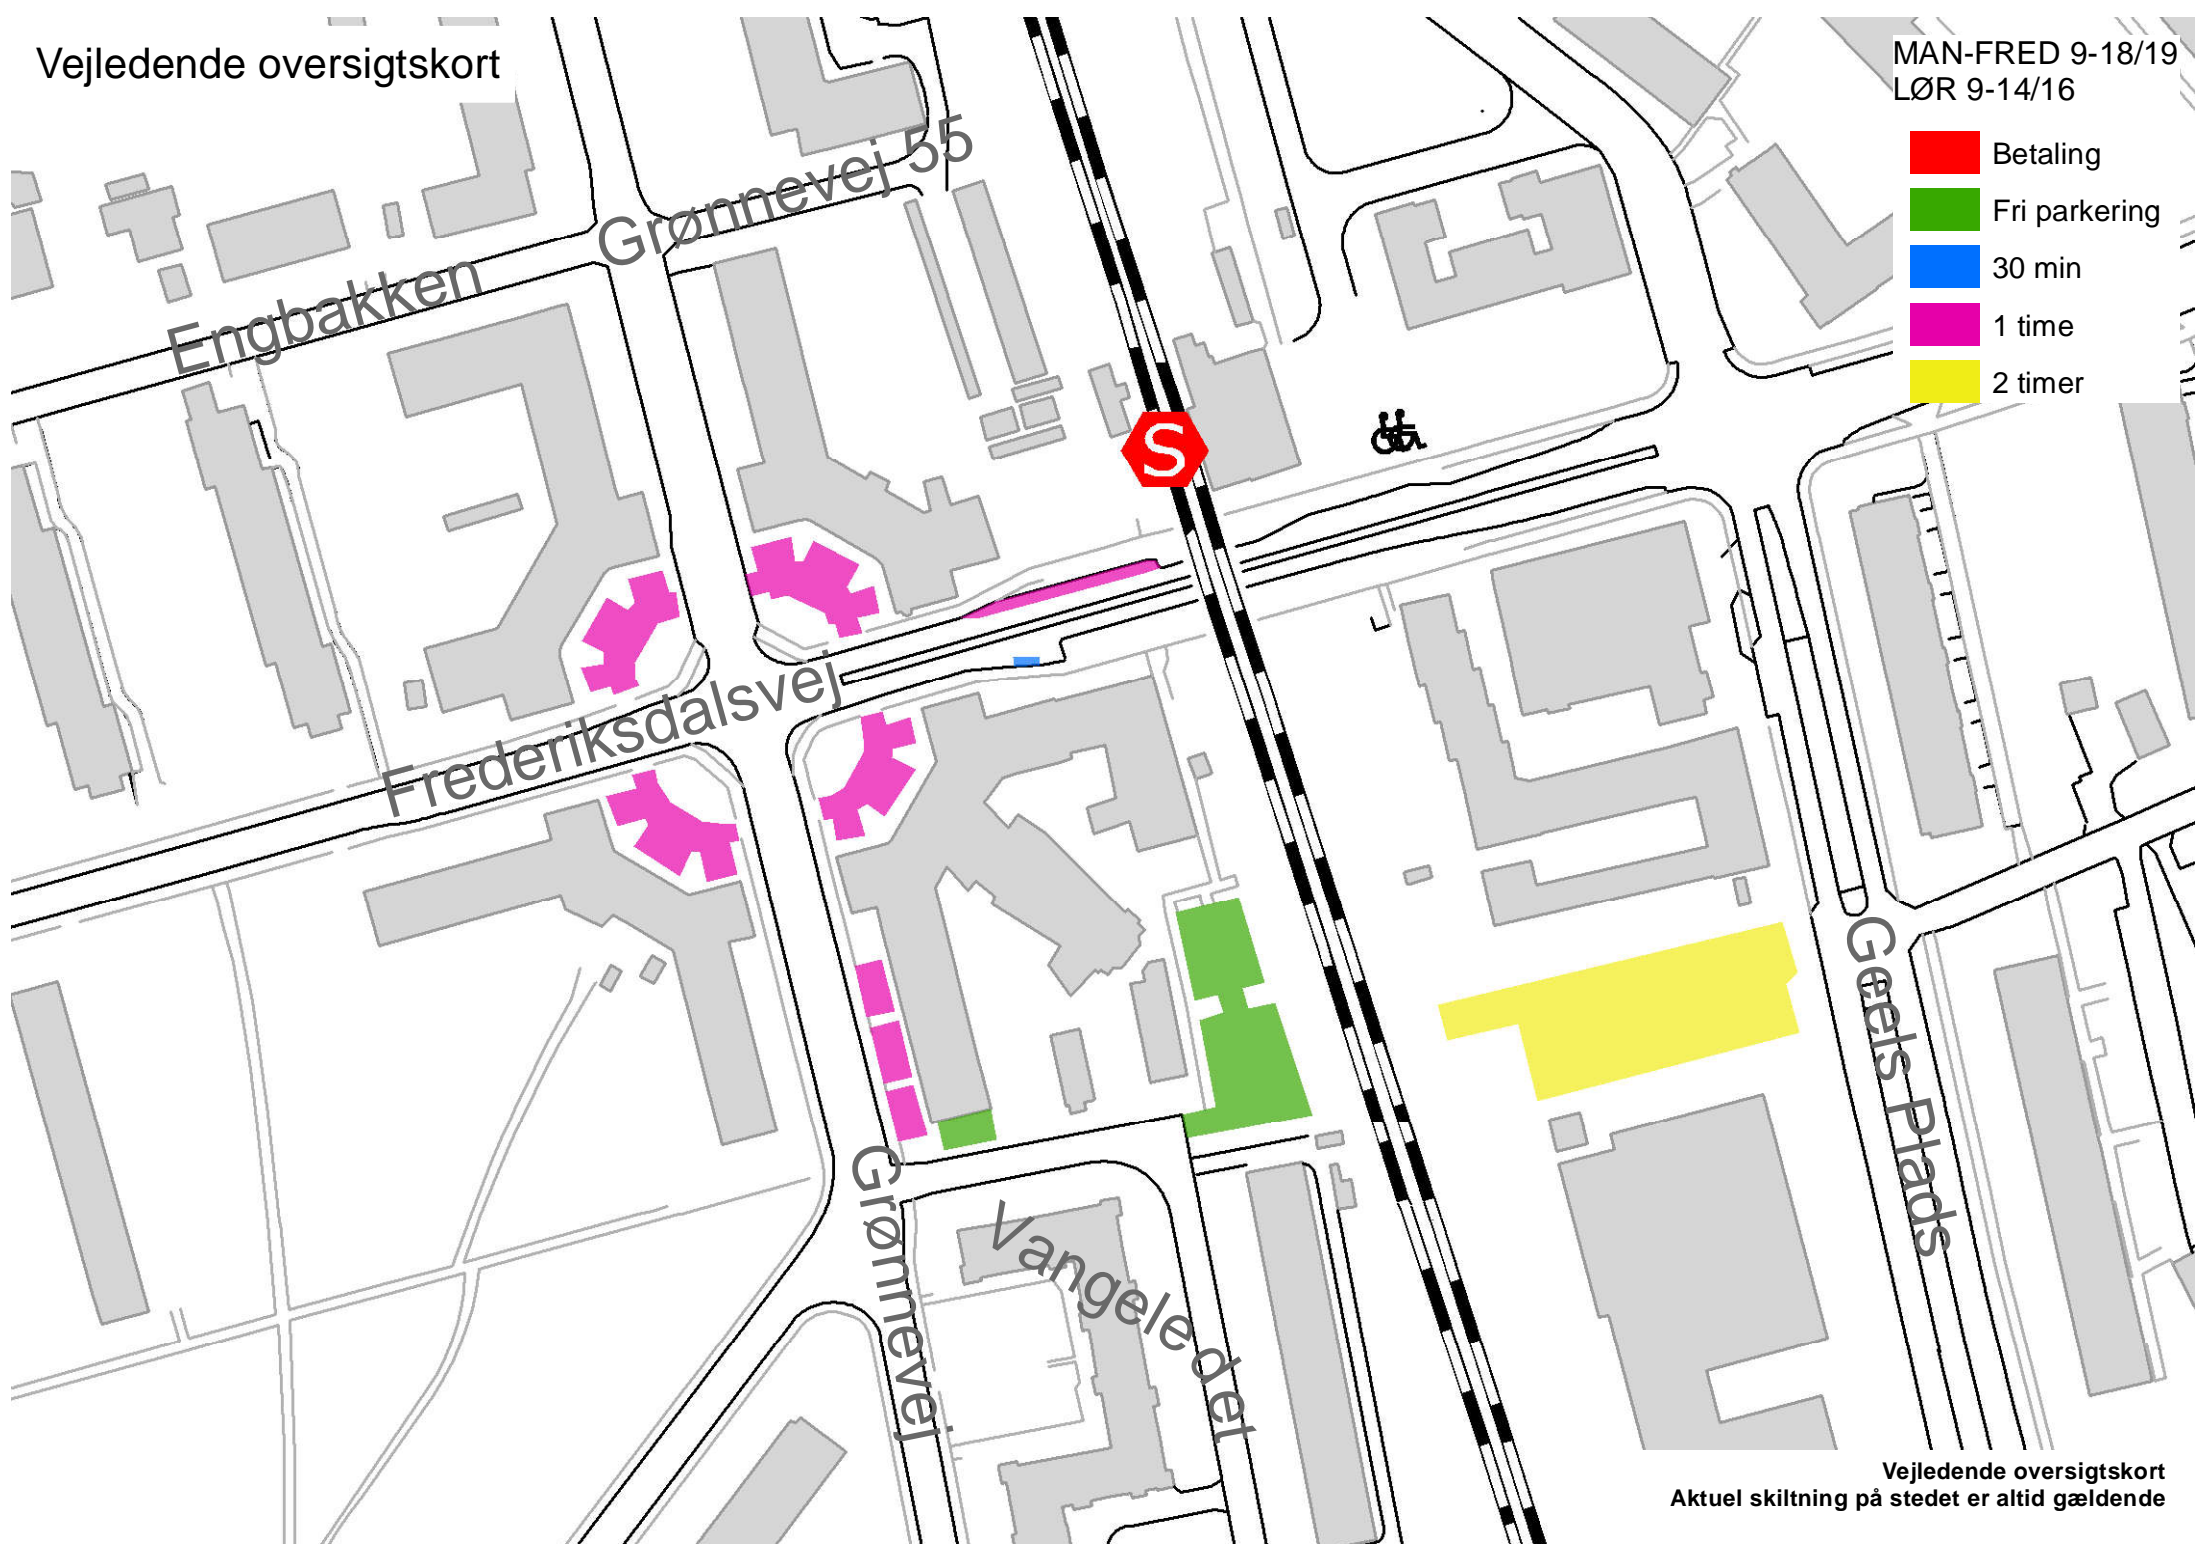 Vejledende oversigtskort
MAN-FRED 9-18/19
LØR 9-14/16
Betaling
Fri parkering
30 min
1 time
2 timer
Grønnevej 55
Engbakken
S
Frederiksdalsvej
Geels Plads
Grønnevej
Vangeledet
Vejledende oversigtskort
Aktuel skiltning på stedet er altid gældende